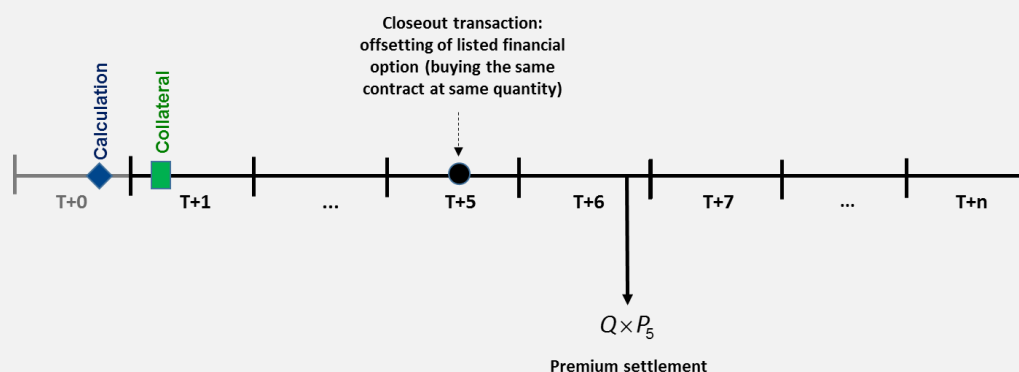 Closeout transaction:
offsetting of listed financial
option (buying the same
contract at same quantity)
Calculation
Collateral
T+0
T+1
...
T+5
T+6
T+7
...
T+n
Q×P₅
Premium settlement